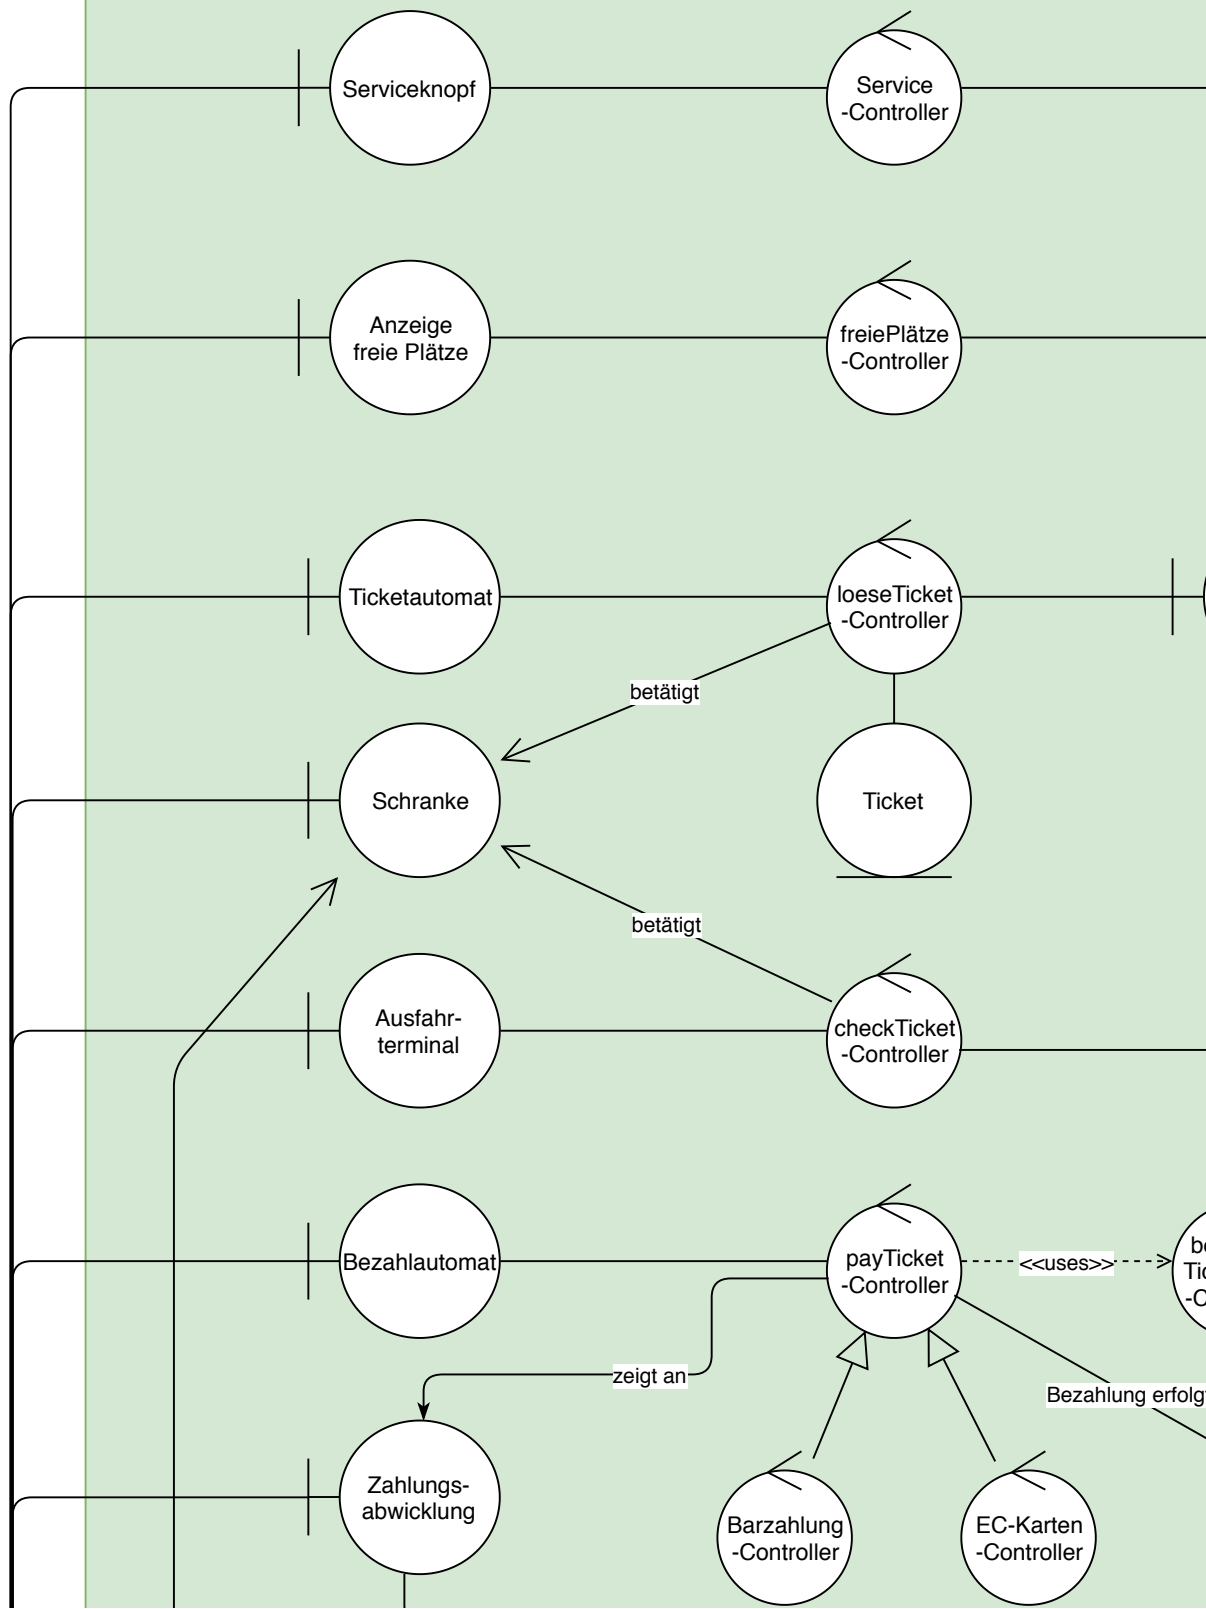 Serviceknopf
Service
-Controller
Anzeige
freie Plätze
freiePlätze
-Controller
Ticketautomat
loeseTicket
-Controller
betätigt
Schranke
Ticket
betätigt
Ausfahr-
terminal
checkTicket
-Controller
Bezahlautomat
payTicket
-Controller
<<uses>>
zeigt an
Bezahlung erfolgt
Zahlungs-
abwicklung
Barzahlung
-Controller
EC-Karten
-Controller